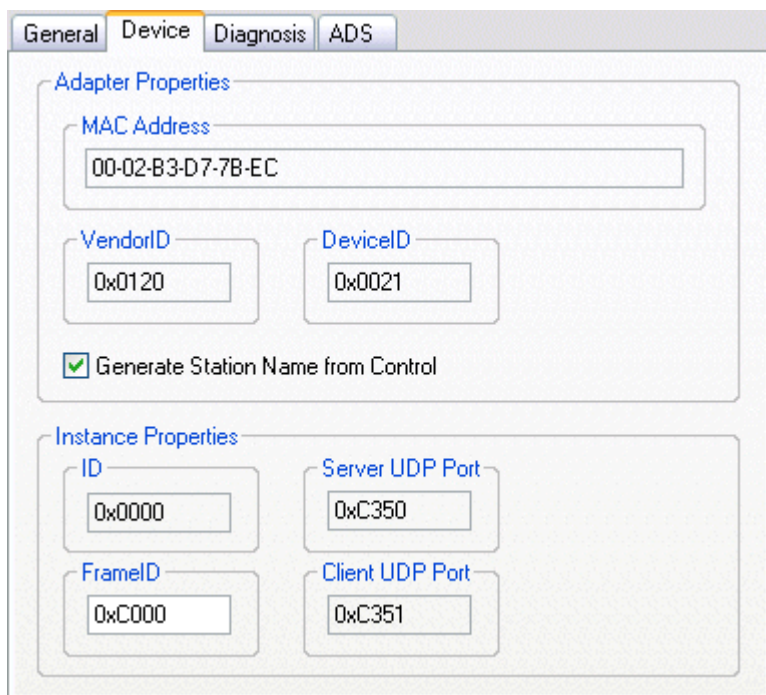 General Device Diagnosis ADS
Adapter Properties
MAC Address
00-02-B3-D7-7B-EC
VendorID DeviceID
0x0120 0x0021
Generate Station Name from Control
Instance Properties
ID Server UDP Port
0x0000 0xC350
FrameID Client UDP Port
0xC000 0xC351